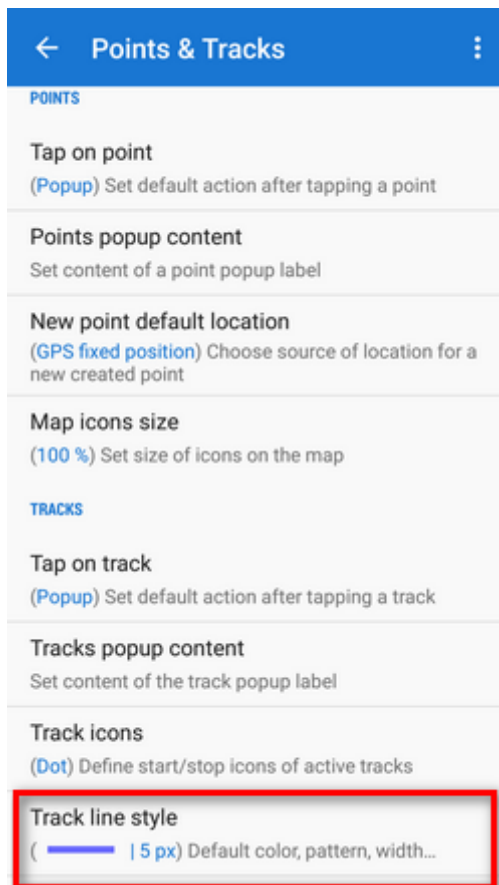 Points & Tracks
POINTS
Tap on point
(Popup) Set default action after tapping a point
Points popup content
Set content of a point popup label
New point default location
(GPS fixed position) Choose source of location for a
new created point
Map icons size
(100 %) Set size of icons on the map
TRACKS
Tap on track
(Popup) Set default action after tapping a track
Tracks popup content
Set content of the track popup label
Track icons
(Dot) Define start/stop icons of active tracks
Track line style
( | 5 px) Default color, pattern, width...